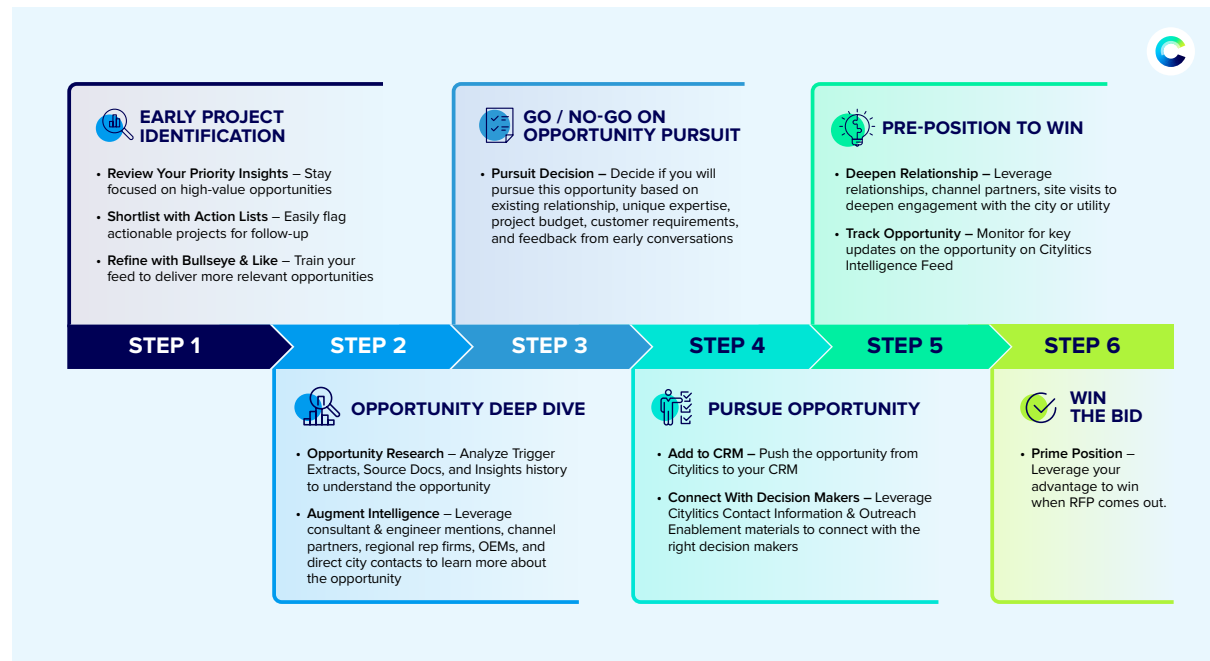 EARLY PROJECT
IDENTIFICATION
• Review Your Priority Insights – Stay
focused on high-value opportunities
• Shortlist with Action Lists – Easily flag
actionable projects for follow-up
• Refine with Bullseye & Like – Train your
feed to deliver more relevant opportunities
GO / NO-GO ON
OPPORTUNITY PURSUIT
• Pursuit Decision – Decide if you will
pursue this opportunity based on
existing relationship, unique expertise,
project budget, customer requirements,
and feedback from early conversations
PRE-POSITION TO WIN
• Deepen Relationship – Leverage
relationships, channel partners, site visits to
deepen engagement with the city or utility
• Track Opportunity – Monitor for key
updates on the opportunity on Citylitics
Intelligence Feed
STEP 1
STEP 2
STEP 3
STEP 4
STEP 5
STEP 6
OPPORTUNITY DEEP DIVE
• Opportunity Research – Analyze Trigger
Extracts, Source Docs, and Insights history
to understand the opportunity
• Augment Intelligence – Leverage
consultant & engineer mentions, channel
partners, regional rep firms, OEMs, and
direct city contacts to learn more about
the opportunity
PURSUE OPPORTUNITY
• Add to CRM – Push the opportunity from
Citylitics to your CRM
• Connect With Decision Makers – Leverage
Citylitics Contact Information & Outreach
Enablement materials to connect with the
right decision makers
WIN
THE BID
• Prime Position –
Leverage your
advantage to win
when RFP comes out.